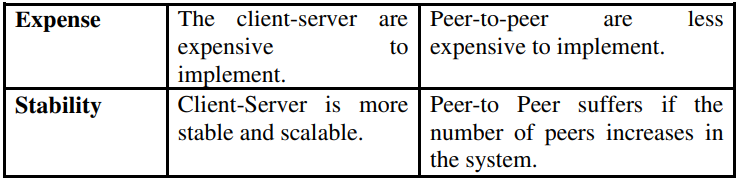 Expense
The client-server are
expensive to
implement.
Peer-to-peer are less
expensive to implement.
Stability
Client-Server is more
stable and scalable.
Peer-to Peer suffers if the
number of peers increases in
the system.